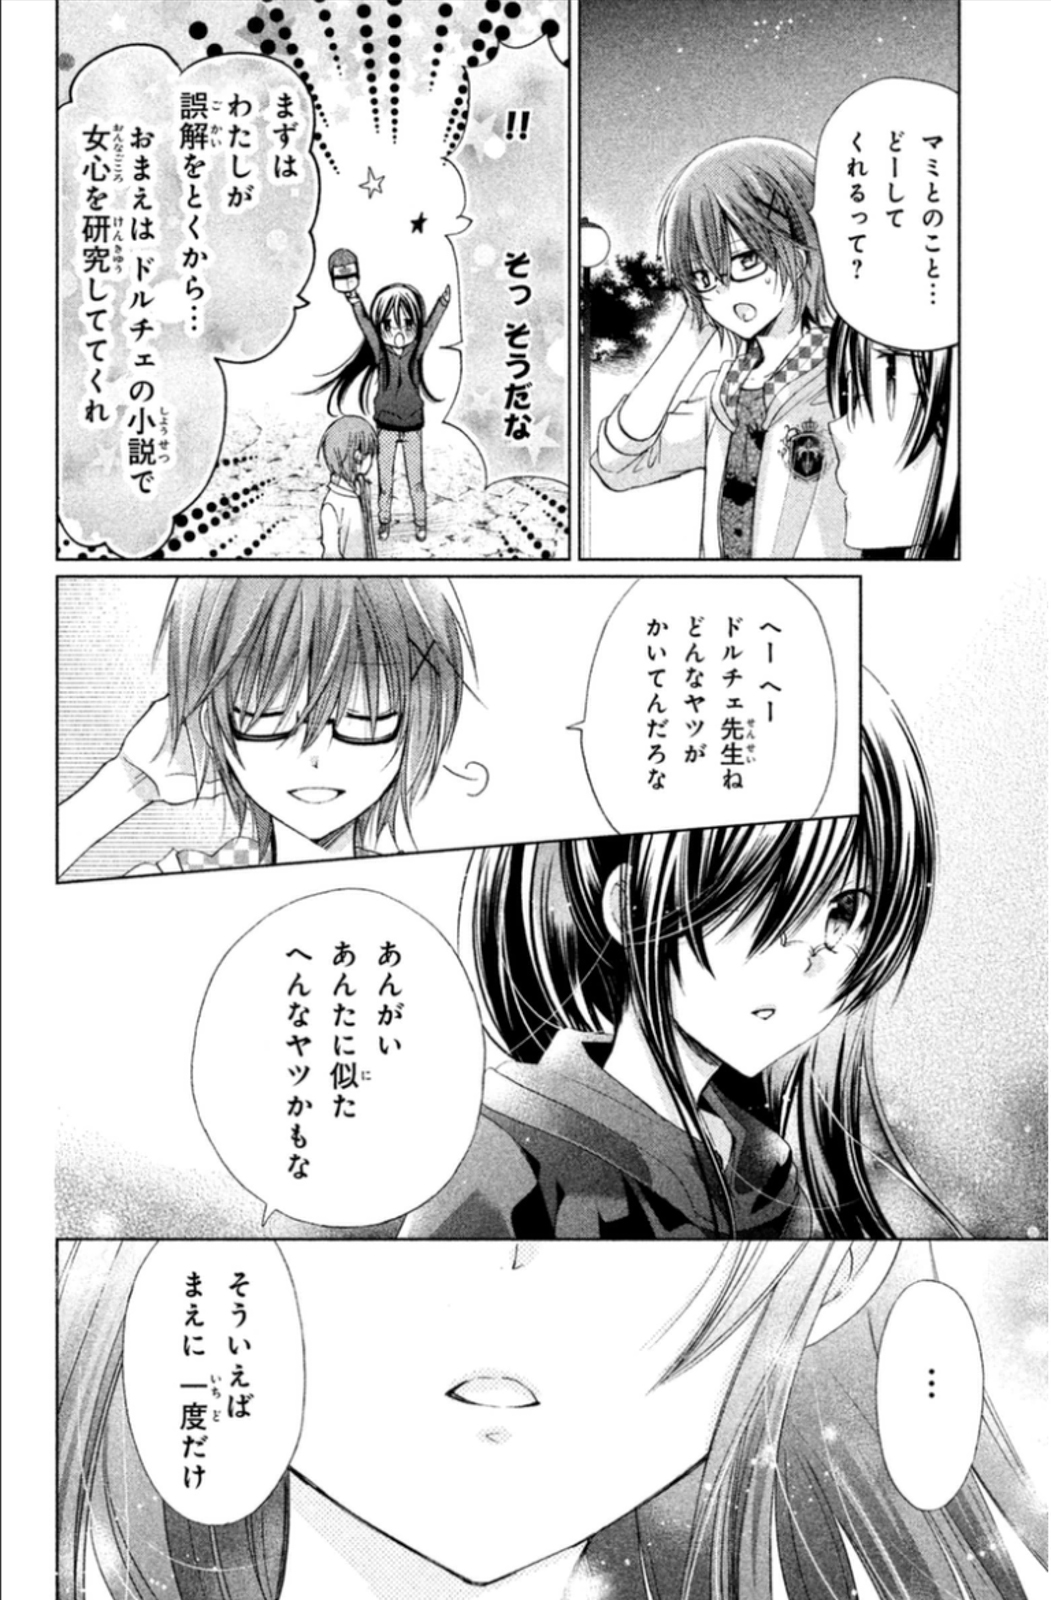 マミとのこと…
どーして
くれるって？
！！
そっ そうだな
まずは
わたしが
誤解をとくから…
おまえはドルチェの小説で
女心を研究しててくれ
へーへー
ドルチェ先生ね
どんなヤツが
かいてんだろな
あんがい
あんたに似た
へんなヤツかもな
…
そういえば
まえに一度だけ